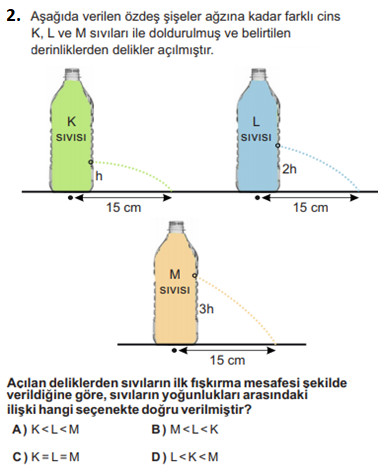 2. Aşağıda verilen özdeş şişeler ağzına kadar farklı cins
K, L ve M sıvıları ile doldurulmuş ve belirtilen
derinliklerden delikler açılmıştır.
K
SIVISI
h
15 cm
L
SIVISI
2h
15 cm
M
SIVISI
3h
15 cm
Açılan deliklerden sıvıların ilk fışkırma mesafesi şekilde
verildiğine göre, sıvıların yoğunlukları arasındaki
ilişki hangi seçenekte doğru verilmiştir?
A) K<L<M B) M<L<K
C) K=L=M D) L<K<M